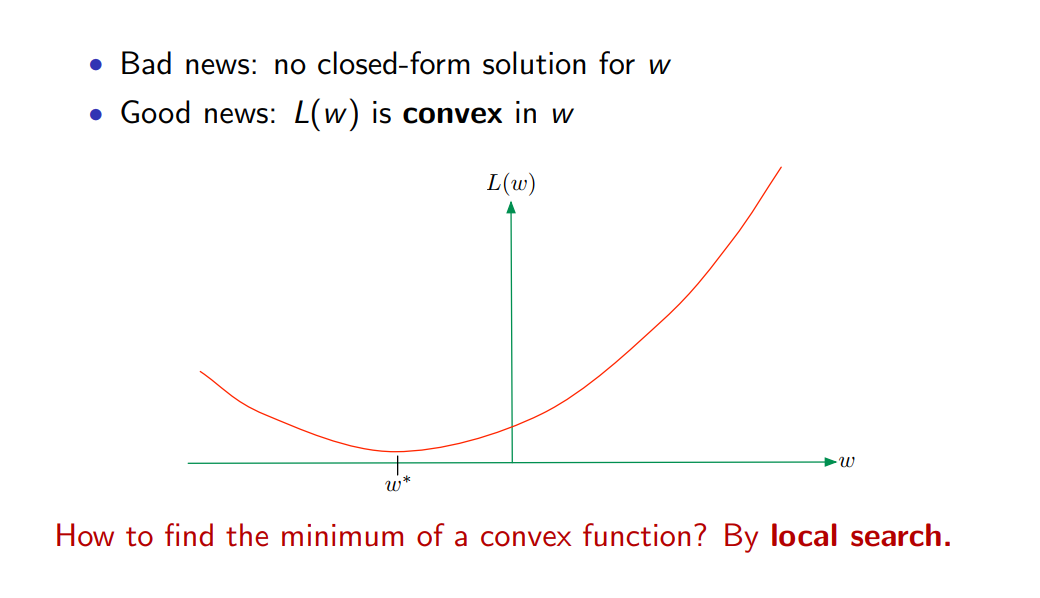 • Bad news: no closed-form solution for w
• Good news: L(w) is convex in w
L(w)
w
w*
How to find the minimum of a convex function? By local search.